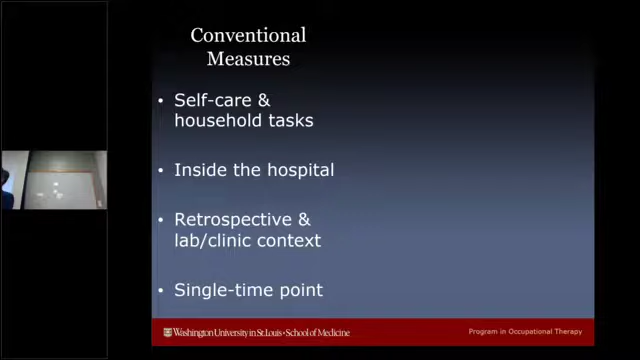 Conventional
Measures
• Self-care &
household tasks
• Inside the hospital
• Retrospective &
lab/clinic context
• Single-time point
Washington University in St. Louis • School of Medicine
Program in Occupational Therapy